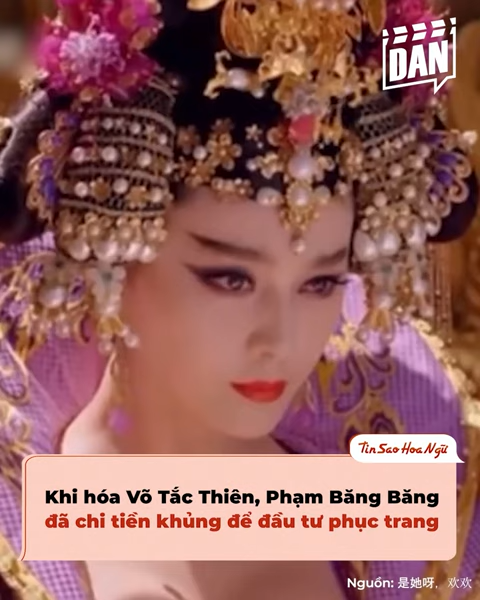 DAN
Tin Sao Hoa Ngữ
Khi hóa Võ Tắc Thiên, Phạm Băng Băng
đã chi tiền khủng để đầu tư phục trang
Nguồn: 是她呀，欢欢